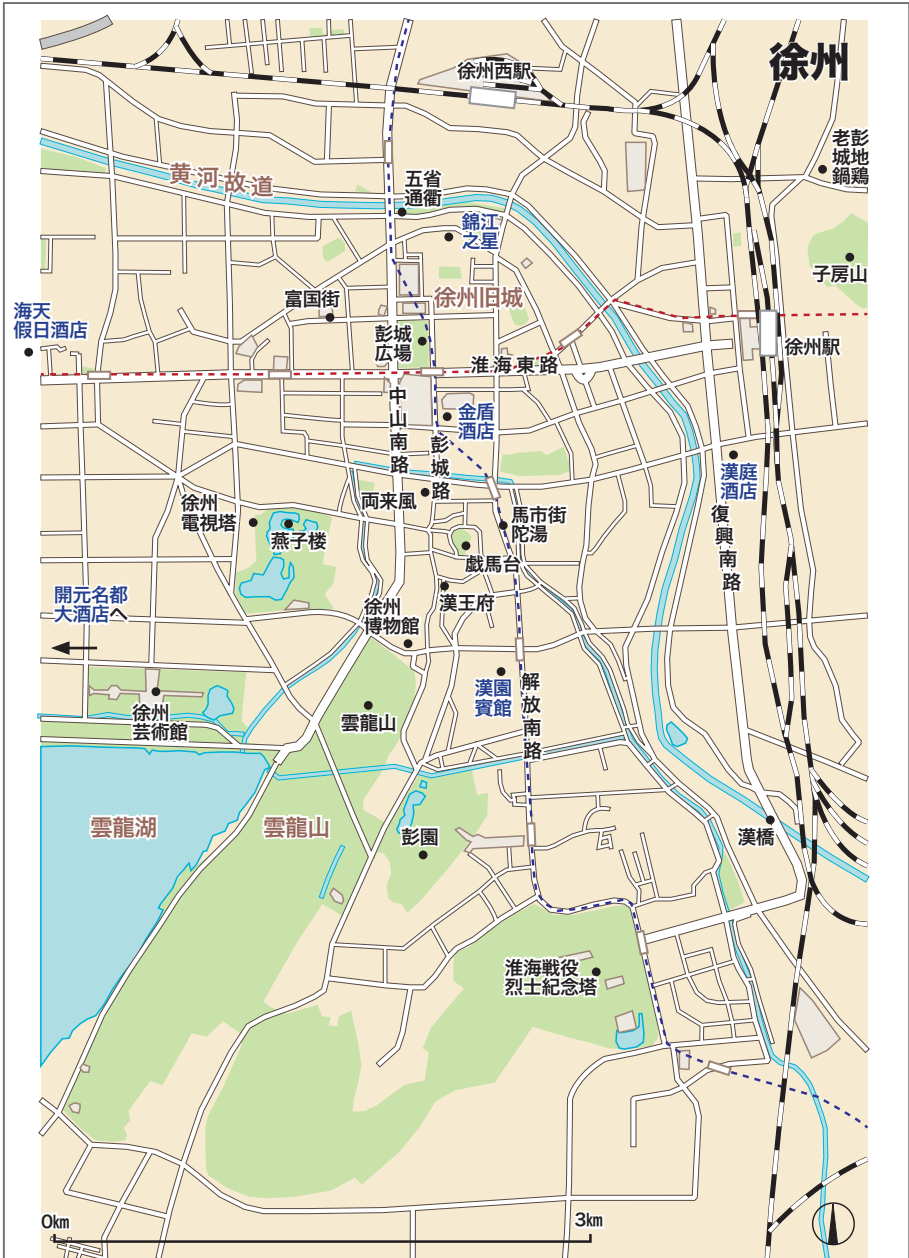 徐州
徐州西駅
老彭
城地
鍋鶏
黄河故道
五省
通衢
錦江
之星
子房山
富国街
徐州旧城
海天
假日酒店
彭城
広場
徐州駅
淮海東路
中山南路
金盾
酒店
彭城路
漢庭
酒店
両来風
徐州
電視塔
燕子楼
馬市街
陀湯
復興南路
戯馬台
開元名都
大酒店へ
漢王府
徐州
博物館
漢園
賓館
解放南路
徐州
芸術館
雲龍山
雲龍湖
雲龍山
彭園
漢橋
淮海戦役
烈士紀念塔
0km
3km